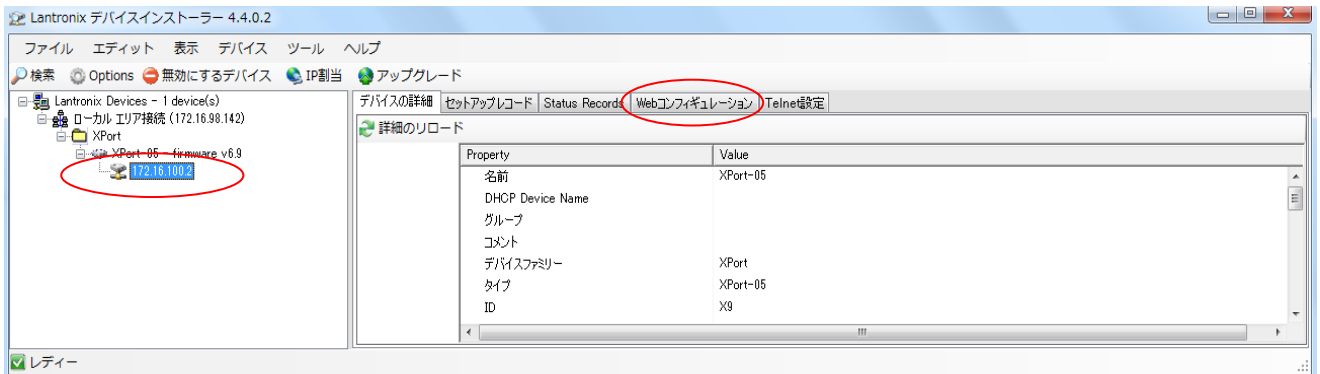 Lantronix デバイスインストーラー 4.4.0.2
ファイル エディット 表示 デバイス ツール ヘルプ
検索 Options 無効にするデバイス IP割当 アップグレード
Lantronix Devices - 1 device(s)
ローカル エリア接続 (172.16.98.142)
XPort
XPort-05 - firmware v6.9
172.16.100.2
デバイスの詳細 セットアップレコード Status Records Webコンフィギュレーション Telnet設定
詳細のリロード
Property Value
名前 XPort-05
DHCP Device Name
グループ
コメント
デバイスファミリー XPort
タイプ XPort-05
ID X9
レディー